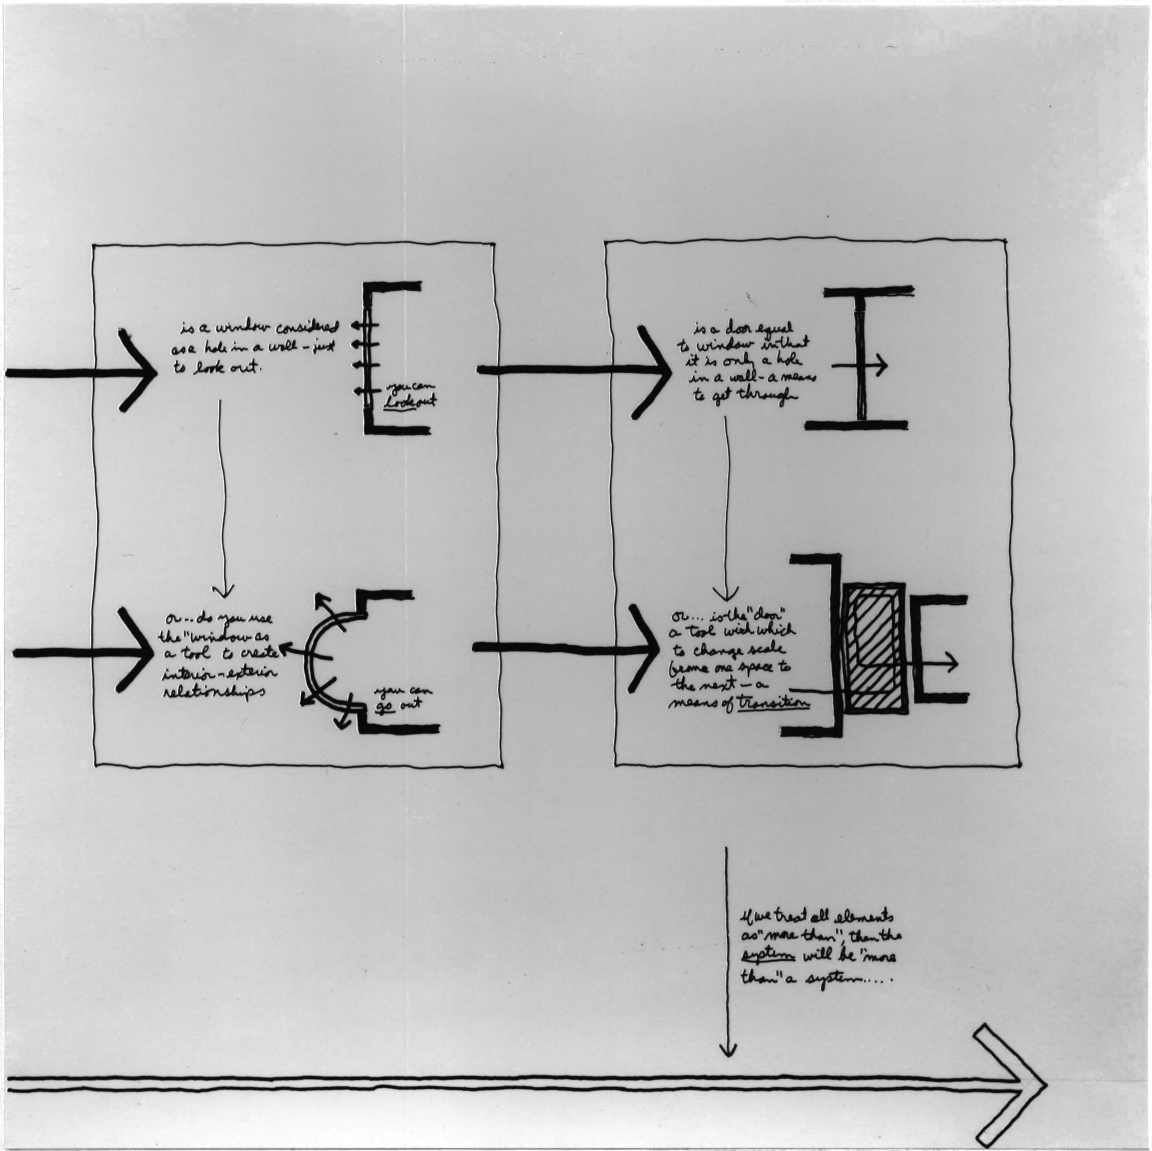 is a window considered
as a hole in a wall - just
to look out.
you can
look out
or.. do you use
the "window as
a tool to create
interior-exterior
relationships
you can
go out
is a door equal
to window in that
it is only a hole
in a wall - a means
to get through
or... is the "door"
a tool wish which
to change scale
frome one space to
the next - a
means of transition
if we treat all elements
as "more than", then the
system will be "more
than" a system.....